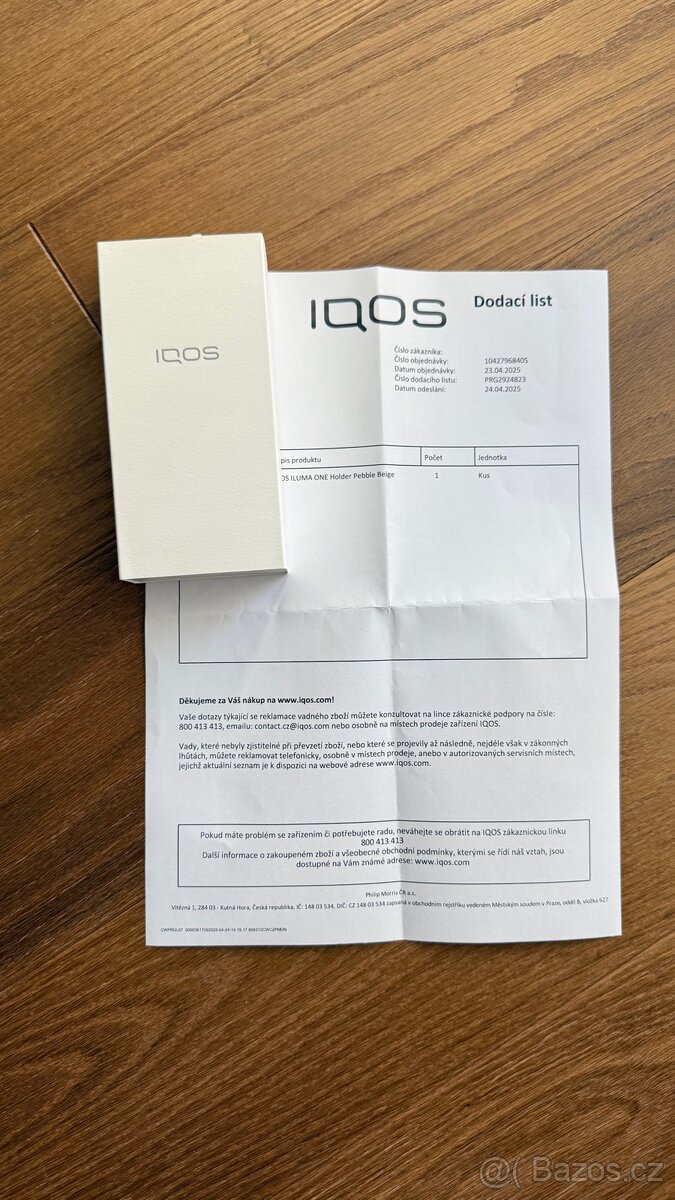 IQOS
IQOS
Dodací list
Číslo zákazníka:
Číslo objednávky: 10427968405
Datum objednávky: 23.04.2025
Číslo dodacího listu: PRG2924823
Datum odeslání: 24.04.2025
pis produktu Počet Jednotka
OS ILUMA ONE Holder Pebble Beige 1 Kus
Děkujeme za Váš nákup na www.iqos.com!
Vaše dotazy týkající se reklamace vadného zboží můžete konzultovat na lince zákaznické podpory na čísle:
800 413 413, emailu: contact.cz@iqos.com nebo osobně na místech prodeje zařízení IQOS.
Vady, které nebyly zjistitelné při převzetí zboží, nebo které se projevily až následně, nejdéle však v zákonných
lhůtách, můžete reklamovat telefonicky, osobně v místech prodeje, anebo v autorizovaných servisních místech,
jejichž aktuální seznam je k dispozici na webové adrese www.iqos.com.
Pokud máte problém se zařízením či potřebujete radu, neváhejte se obrátit na IQOS zákaznickou linku
800 413 413
Další informace o zakoupeném zboží a všeobecné obchodní podmínky, kterými se řídí náš vztah, jsou
dostupné na Vám známé adrese: www.iqos.com
Philip Morris ČR a.s.
Vítězná 1, 284 03 - Kutná Hora, Česká republika, IČ: 148 03 534, DIČ: CZ 148 03 534 zapsaná v obchodním rejstříku vedeném Městským soudem v Praze, oddíl B, vložka 627
@( Bazos.cz